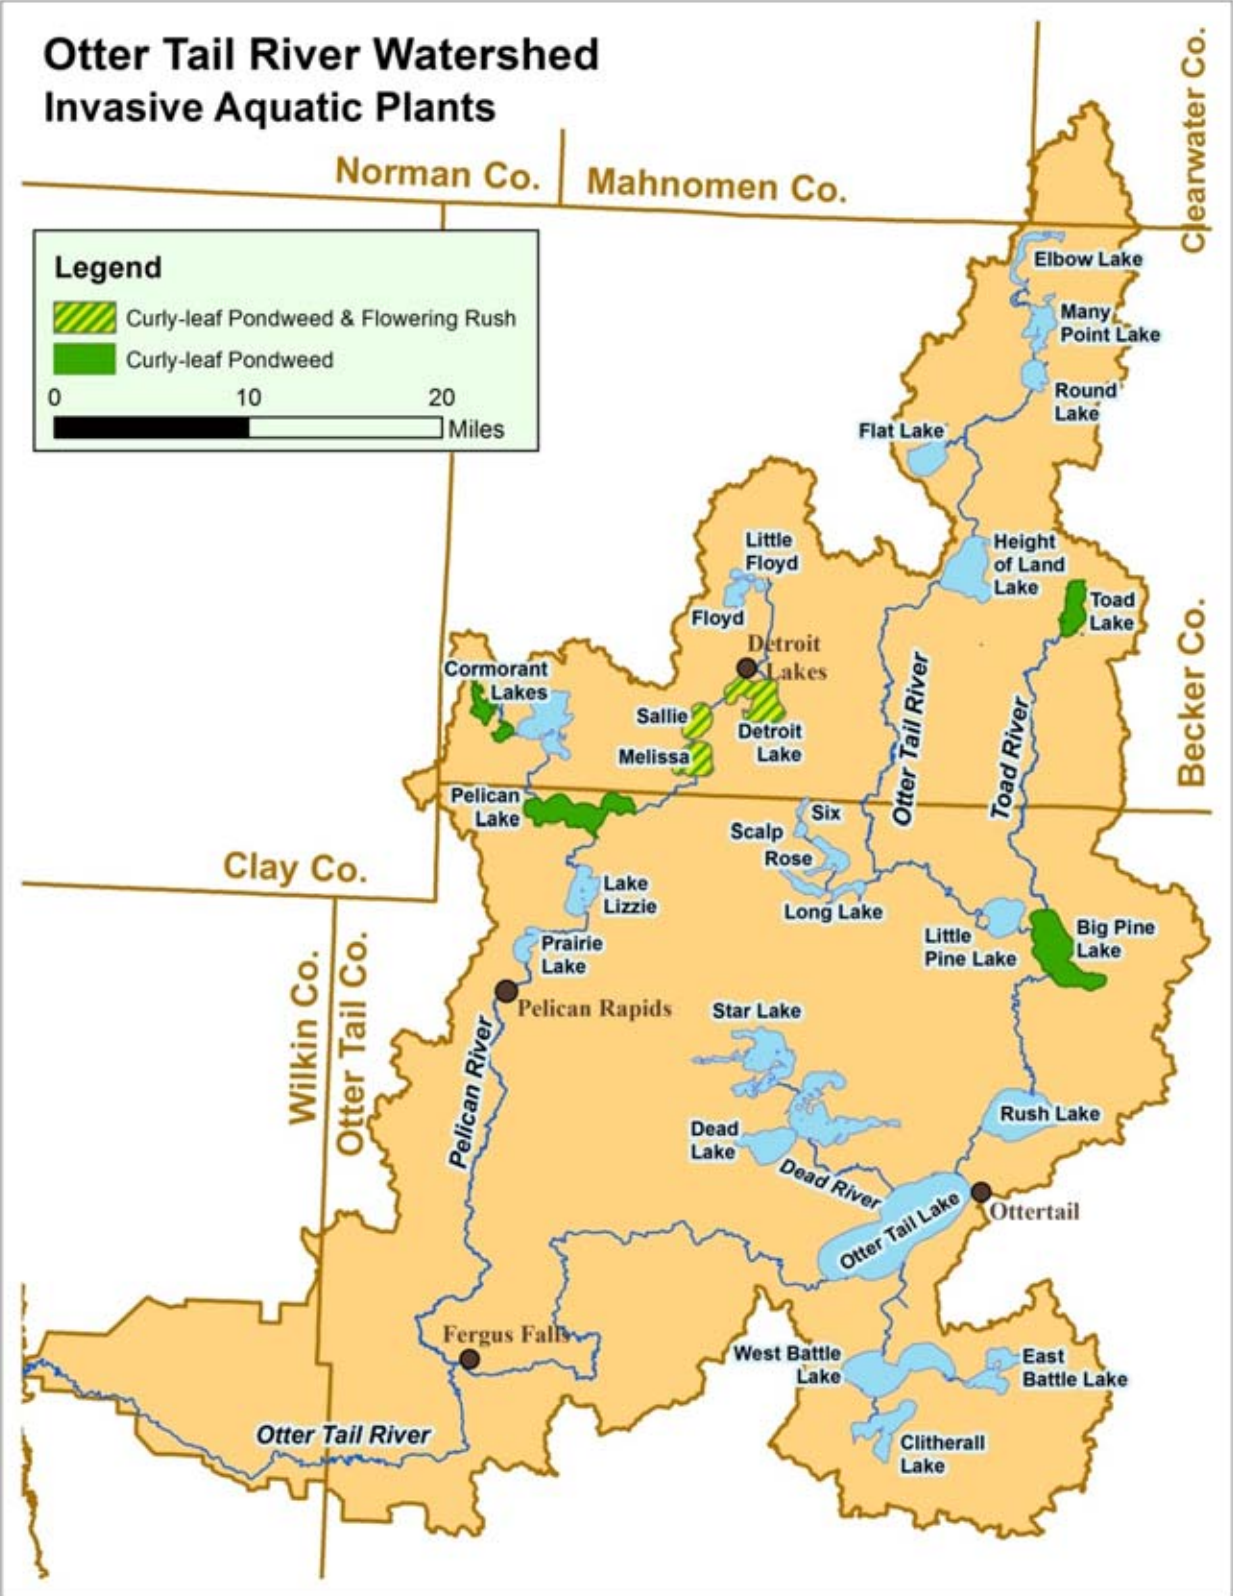 Otter Tail River Watershed
Invasive Aquatic Plants
Clearwater Co.
Norman Co.
Mahnomen Co.
Legend
Curly-leaf Pondweed & Flowering Rush
Curly-leaf Pondweed
0 10 20
Miles
Elbow Lake
Many
Point Lake
Round
Lake
Flat Lake
Little
Floyd
Floyd
Height
of Land
Lake
Toad
Lake
Detroit
Lakes
Cormorant
Lakes
Sallie
Melissa
Detroit
Lake
Otter Tail River
Toad River
Becker Co.
Pelican
Lake
Six
Scalp
Rose
Long Lake
Clay Co.
Lake
Lizzie
Prairie
Lake
Little
Pine Lake
Big Pine
Lake
Wilkin Co.
Otter Tail Co.
Pelican Rapids
Pelican River
Star Lake
Dead
Lake
Dead River
Rush Lake
Otter Tail Lake
Ottertail
Fergus Falls
West Battle
Lake
East
Battle Lake
Clitherall
Lake
Otter Tail River